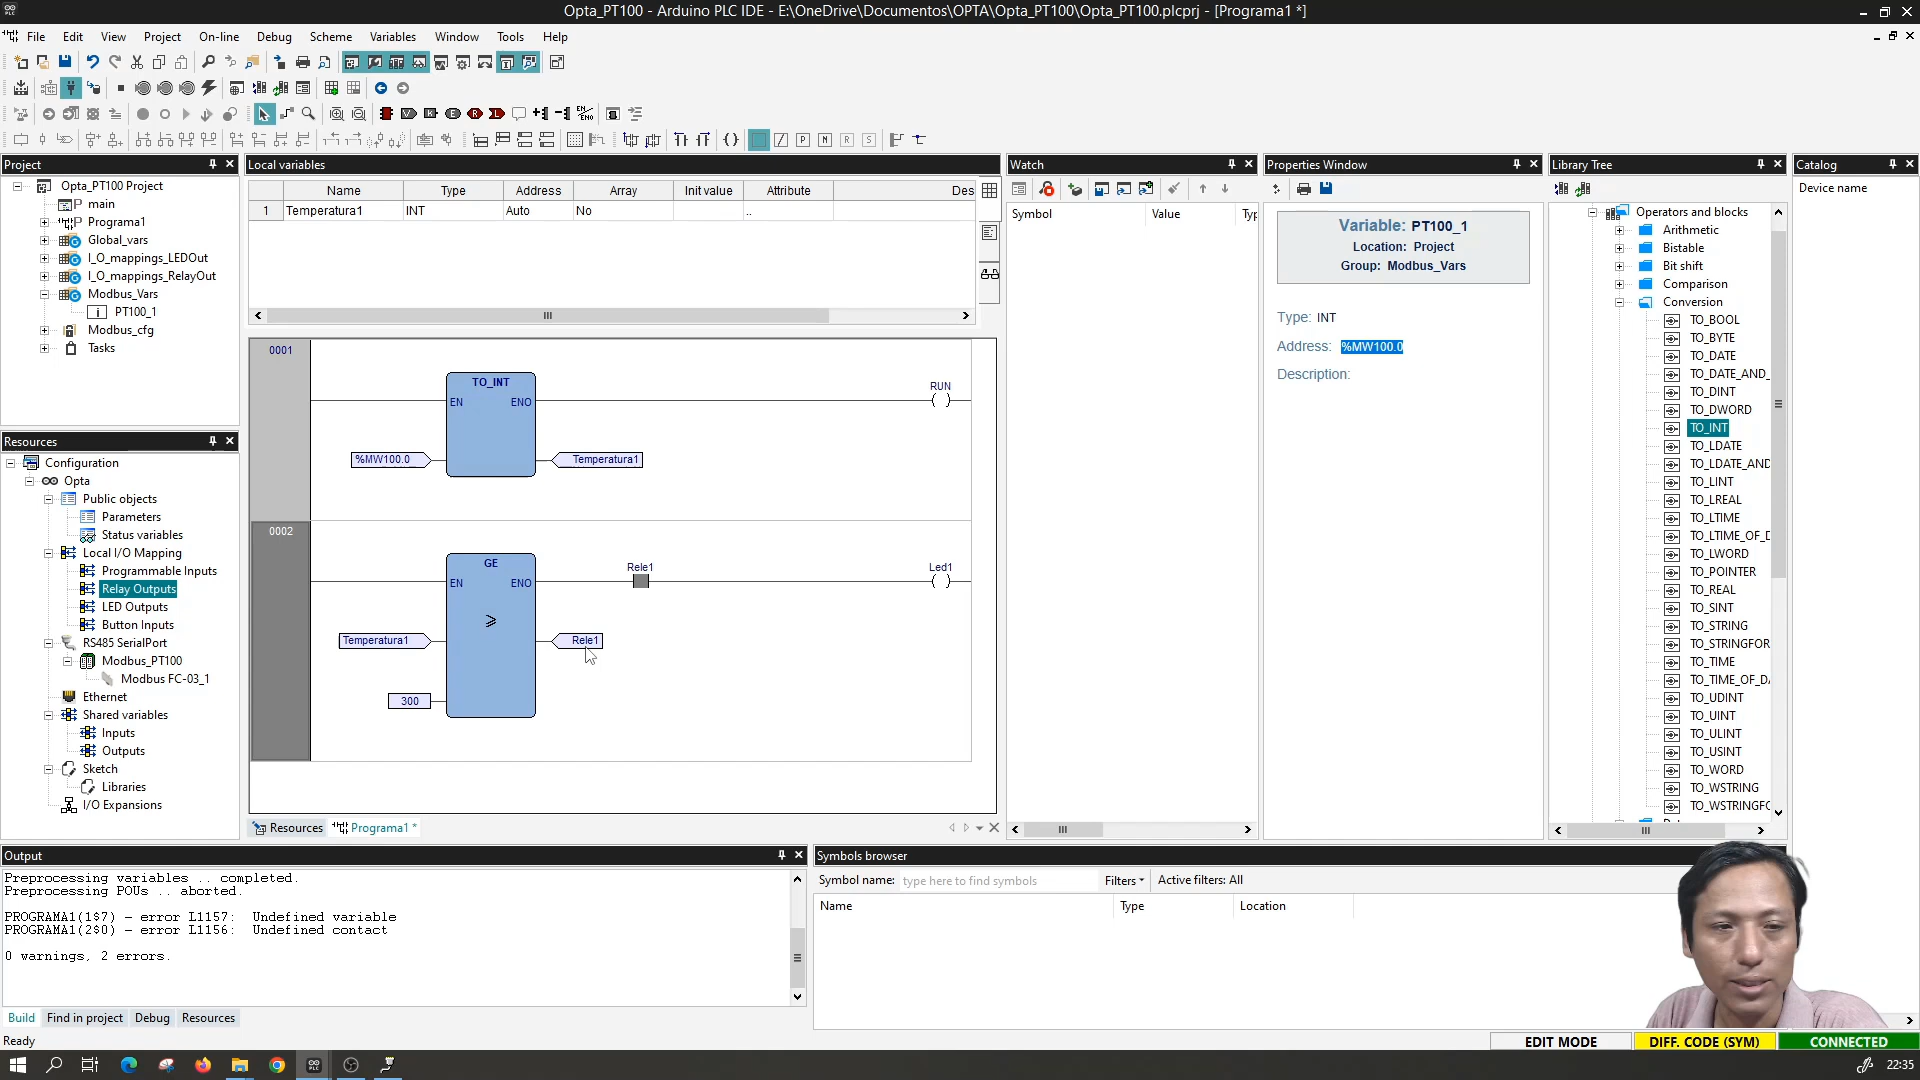 Opta_PT100 - Arduino PLC IDE - E:\OneDrive\Documentos\OPTA\Opta_PT100\Opta_PT100.plcprj - [Programa1 *]
File Edit View Project On-line Debug Scheme Variables Window Tools Help
Project
Opta_PT100 Project
main
Programa1
Global_vars
I_O_mappings_LEDOut
I_O_mappings_RelayOut
Modbus_Vars
PT100_1
Modbus_cfg
Tasks
Resources
Configuration
Opta
Public objects
Parameters
Status variables
Local I/O Mapping
Programmable Inputs
Relay Outputs
LED Outputs
Button Inputs
RS485 SerialPort
Modbus_PT100
Modbus FC-03_1
Ethernet
Shared variables
Inputs
Outputs
Sketch
Libraries
I/O Expansions
Local variables
Name Type Address Array Init value Attribute Des
1 Temperatura1 INT Auto No ..
0001
TO_INT
EN ENO
RUN
%MW100.0
Temperatura1
0002
GE
EN ENO
Rele1
Led1
≥
Temperatura1
Rele1
300
Resources Programa1 *
Watch
Symbol Value Typ
Properties Window
Variable: PT100_1
Location: Project
Group: Modbus_Vars
Type: INT
Address: %MW100.0
Description:
Library Tree
Operators and blocks
Arithmetic
Bistable
Bit shift
Comparison
Conversion
TO_BOOL
TO_BYTE
TO_DATE
TO_DATE_AND_
TO_DINT
TO_DWORD
TO_INT
TO_LDATE
TO_LDATE_AND
TO_LINT
TO_LREAL
TO_LTIME
TO_LTIME_OF_D
TO_LWORD
TO_POINTER
TO_REAL
TO_SINT
TO_STRING
TO_STRINGFOR
TO_TIME
TO_TIME_OF_DA
TO_UDINT
TO_UINT
TO_ULINT
TO_USINT
TO_WORD
TO_WSTRING
TO_WSTRINGFO
Catalog
Device name
Output
Preprocessing variables .. completed.
Preprocessing POUs .. aborted.
PROGRAMA1(1$7) - error L1157: Undefined variable
PROGRAMA1(2$0) - error L1156: Undefined contact
0 warnings, 2 errors.
Build Find in project Debug Resources
Symbols browser
Symbol name: type here to find symbols Filters Active filters: All
Name Type Location
Ready
EDIT MODE DIFF. CODE (SYM) CONNECTED
22:35